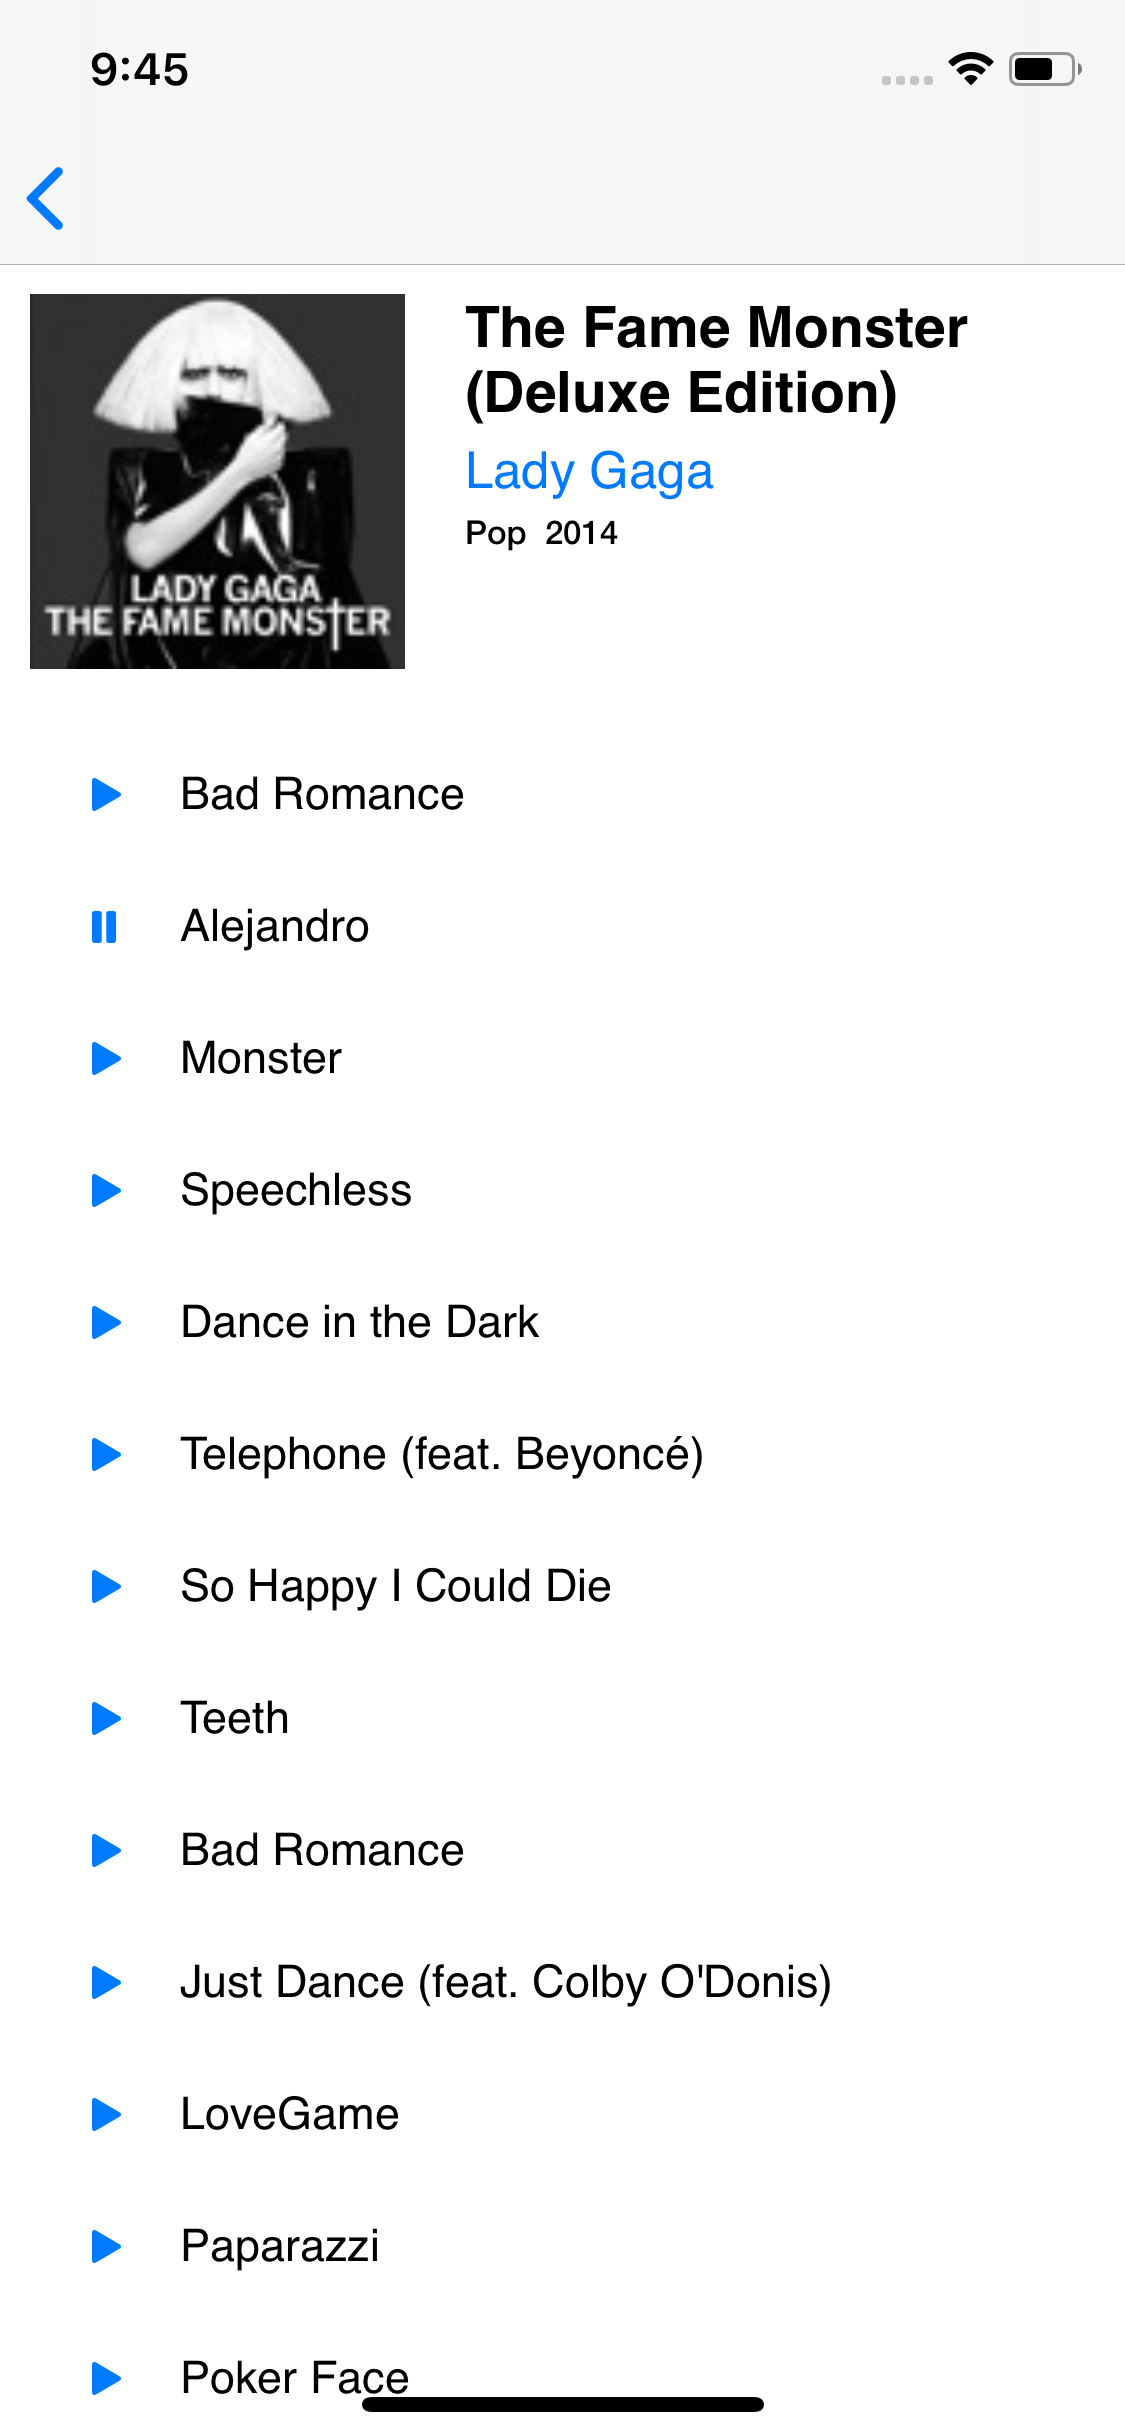 9:45
LADY GAGA
THE FAME MONSTER
The Fame Monster
(Deluxe Edition)
Lady Gaga
Pop 2014
Bad Romance
Alejandro
Monster
Speechless
Dance in the Dark
Telephone (feat. Beyoncé)
So Happy I Could Die
Teeth
Bad Romance
Just Dance (feat. Colby O'Donis)
LoveGame
Paparazzi
Poker Face